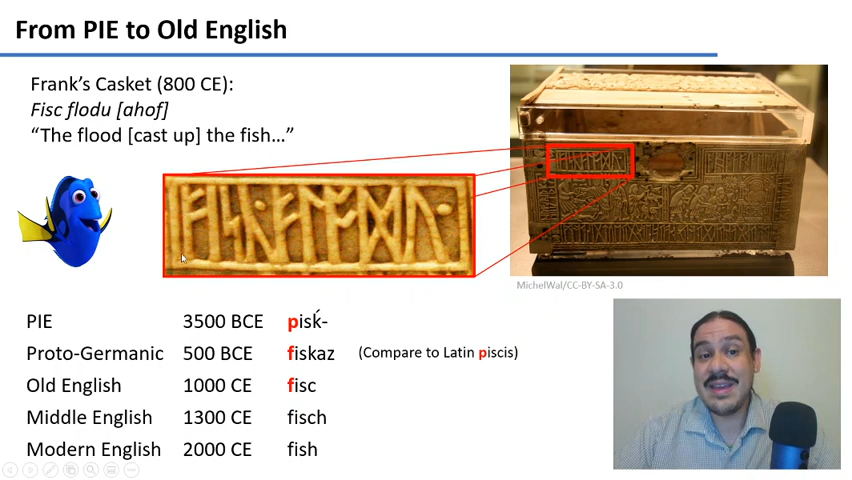 From PIE to Old English
Frank’s Casket (800 CE):
Fisc flodu [ahof]
“The flood [cast up] the fish…”
ᚠᛁᛋᚳ᛫ᚠᛚᚩᛞᚢ᛫
MichelWal/CC-BY-SA-3.0
PIE 3500 BCE pisḱ-
Proto-Germanic 500 BCE fiskaz (Compare to Latin piscis)
Old English 1000 CE fisc
Middle English 1300 CE fisch
Modern English 2000 CE fish